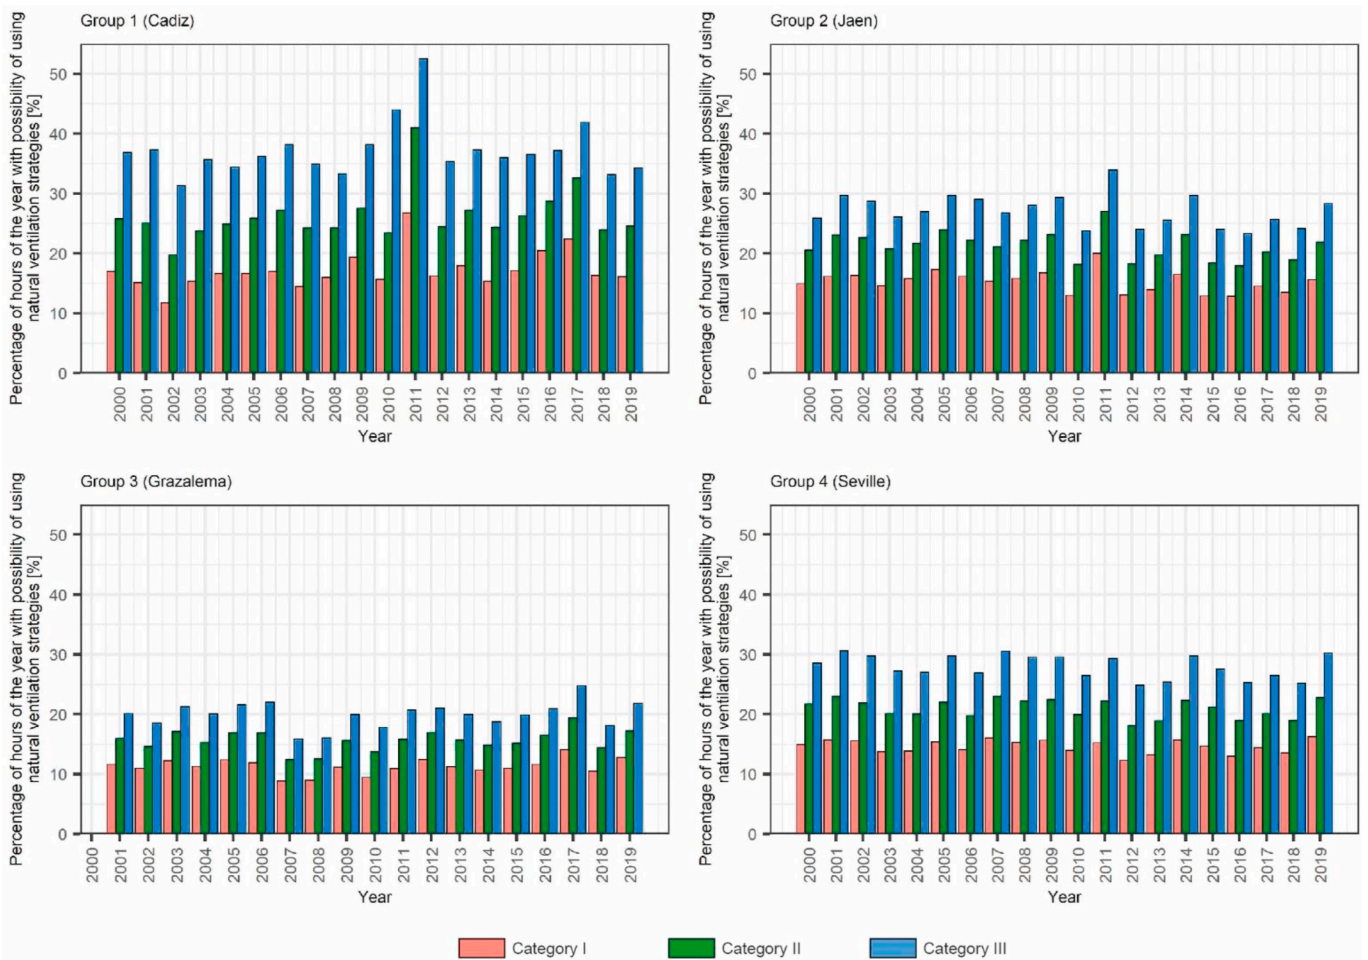 Group 1 (Cadiz)
Percentage of hours of the year with possibility of using
natural ventilation strategies [%]
50
40
30
20
10
0
2000 2001 2002 2003 2004 2005 2006 2007 2008 2009 2010 2011 2012 2013 2014 2015 2016 2017 2018 2019
Year
Group 2 (Jaen)
Percentage of hours of the year with possibility of using
natural ventilation strategies [%]
50
40
30
20
10
0
2000 2001 2002 2003 2004 2005 2006 2007 2008 2009 2010 2011 2012 2013 2014 2015 2016 2017 2018 2019
Year
Group 3 (Grazalema)
Percentage of hours of the year with possibility of using
natural ventilation strategies [%]
50
40
30
20
10
0
2000 2001 2002 2003 2004 2005 2006 2007 2008 2009 2010 2011 2012 2013 2014 2015 2016 2017 2018 2019
Year
Group 4 (Seville)
Percentage of hours of the year with possibility of using
natural ventilation strategies [%]
50
40
30
20
10
0
2000 2001 2002 2003 2004 2005 2006 2007 2008 2009 2010 2011 2012 2013 2014 2015 2016 2017 2018 2019
Year
Category I Category II Category III